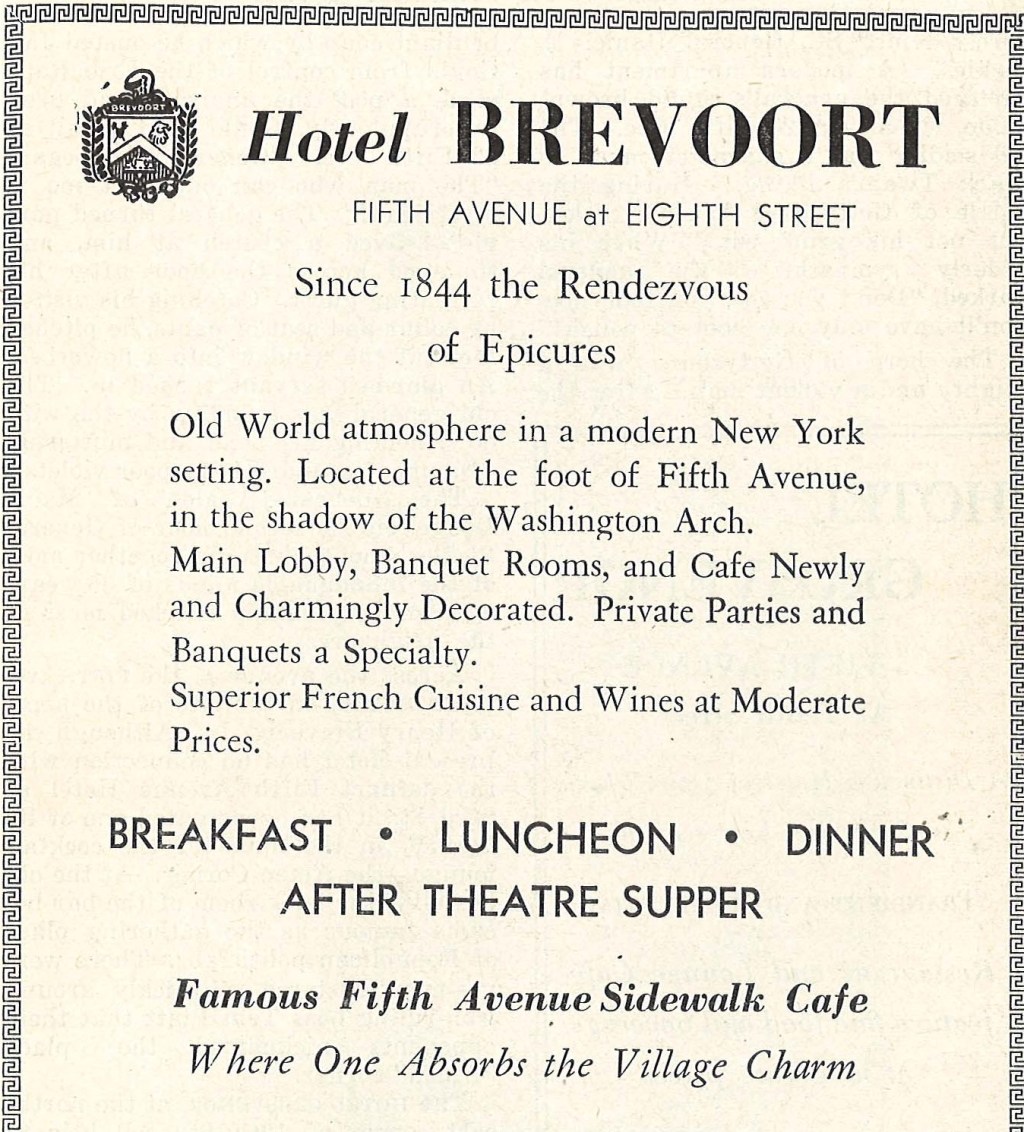 BREVOORT
Hotel BREVOORT
FIFTH AVENUE at EIGHTH STREET
Since 1844 the Rendezvous
of Epicures
Old World atmosphere in a modern New York
setting. Located at the foot of Fifth Avenue,
in the shadow of the Washington Arch.
Main Lobby, Banquet Rooms, and Cafe Newly
and Charmingly Decorated. Private Parties and
Banquets a Specialty.
Superior French Cuisine and Wines at Moderate
Prices.
BREAKFAST • LUNCHEON • DINNER
AFTER THEATRE SUPPER
Famous Fifth Avenue Sidewalk Cafe
Where One Absorbs the Village Charm